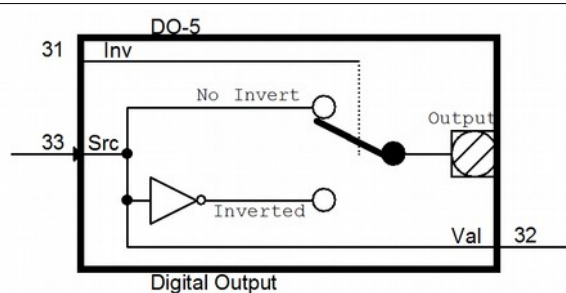 DO-5
31 Inv
No Invert
Output
33 Src
Inverted
Val 32
Digital Output